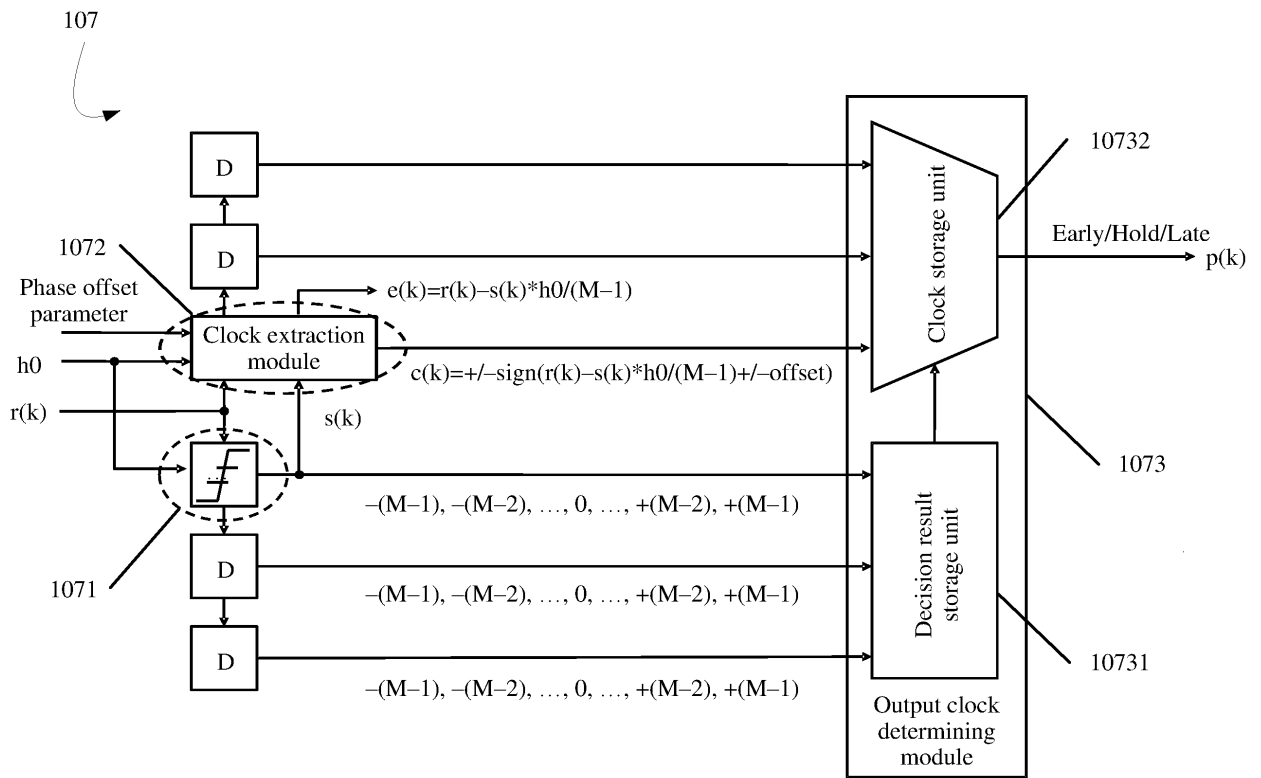 107
D
10732
D
1072
Clock storage unit
Early/Hold/Late
p(k)
Phase offset
parameter
e(k)=r(k)–s(k)*h0/(M–1)
Clock extraction
module
h0
c(k)=+/–sign(r(k)–s(k)*h0/(M–1)+/–offset)
r(k)
s(k)
1073
...
–(M–1), –(M–2), …, 0, …, +(M–2), +(M–1)
1071
D
–(M–1), –(M–2), …, 0, …, +(M–2), +(M–1)
Decision result
storage unit
D
10731
–(M–1), –(M–2), …, 0, …, +(M–2), +(M–1)
Output clock
determining
module